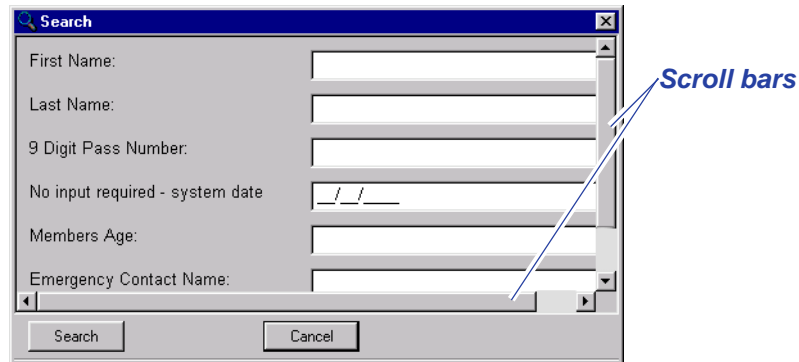 Search
First Name:
Scroll bars
Last Name:
9 Digit Pass Number:
No input required - system date
__/__/____
Members Age:
Emergency Contact Name:
Search Cancel